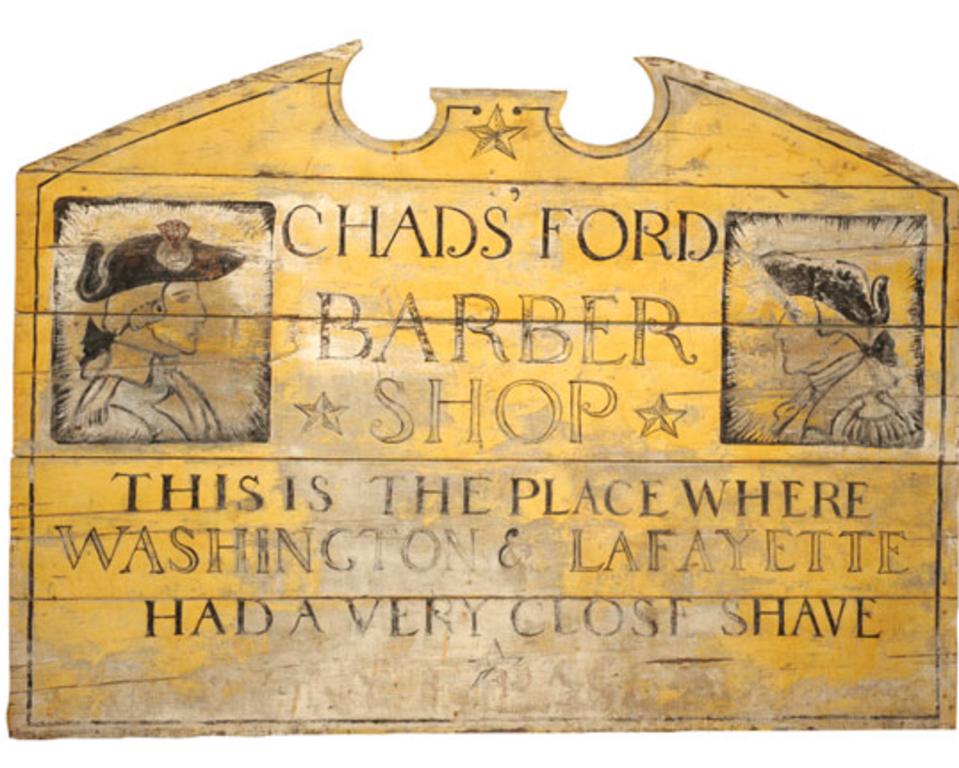 CHADS' FORD
BARBER
SHOP
THIS IS THE PLACE WHERE
WASHINGTON & LAFAYETTE
HAD A VERY CLOSE SHAVE